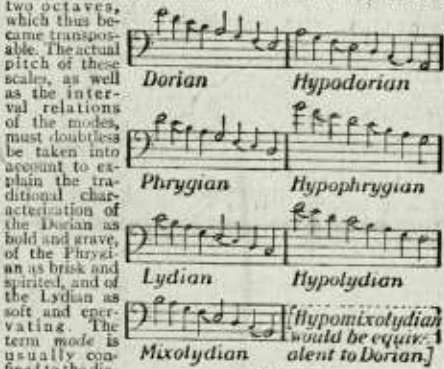 two octaves,
which thus be-
came transpos-
able. The actual
pitch of these
scales, as well
as the inter-
val relations
of the modes,
must doubtless
be taken into
account to ex-
plain the tra-
ditional char-
acterization of
the Dorian as
bold and grave,
of the Phrygi-
an as brisk and
spirited, and of
the Lydian as
soft and ener-
vating. The
term mode is
usually con-
fined to the
Dorian
Hypodorian
Phrygian
Hypophrygian
Lydian
Hypolydian
Mixolydian
[Hypomixolydian
would be equiv-
alent to Dorian.]